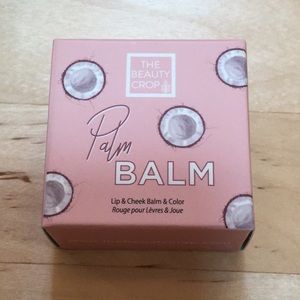 THE
BEAUTY
CROP
Palm
BALM
Lip & Cheek Balm & Color
Rouge pour Lèvres & Joue